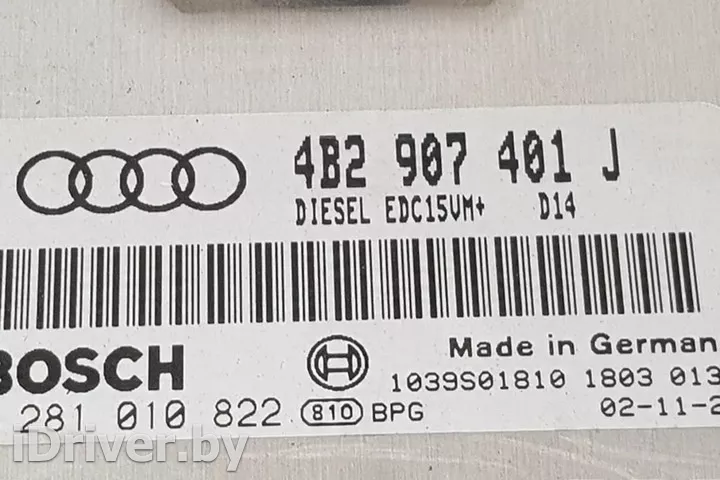 4B2 907 401 J
DIESEL EDC15VM+ D14
BOSCH
Made in German
281 010 822 810 BPG
1039S01810 1803 013
02-11-2
iDriver.by